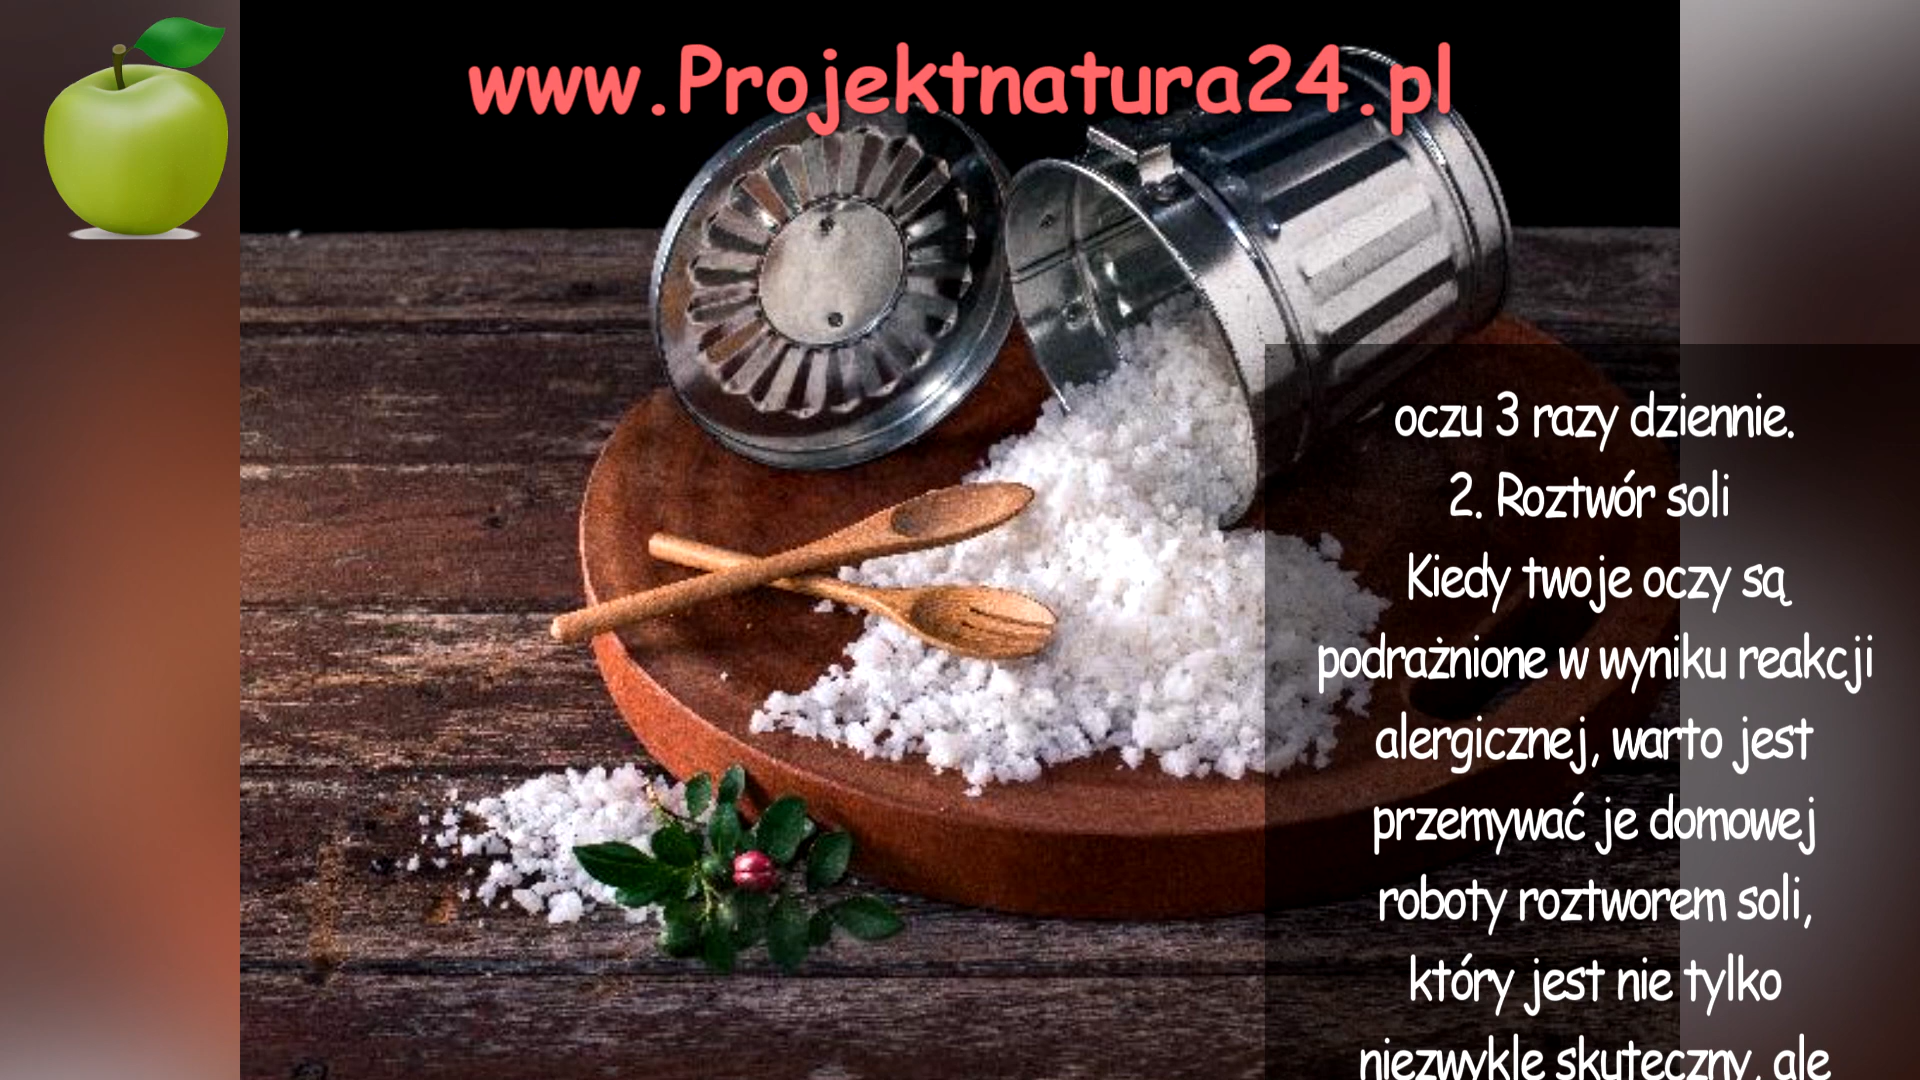 www.Projektnatura24.pl
oczu 3 razy dziennie.
2. Roztwór soli
Kiedy twoje oczy są
podrażnione w wyniku reakcji
alergicznej, warto jest
przemywać je domowej
roboty roztworem soli,
który jest nie tylko
niezwykle skuteczny, ale